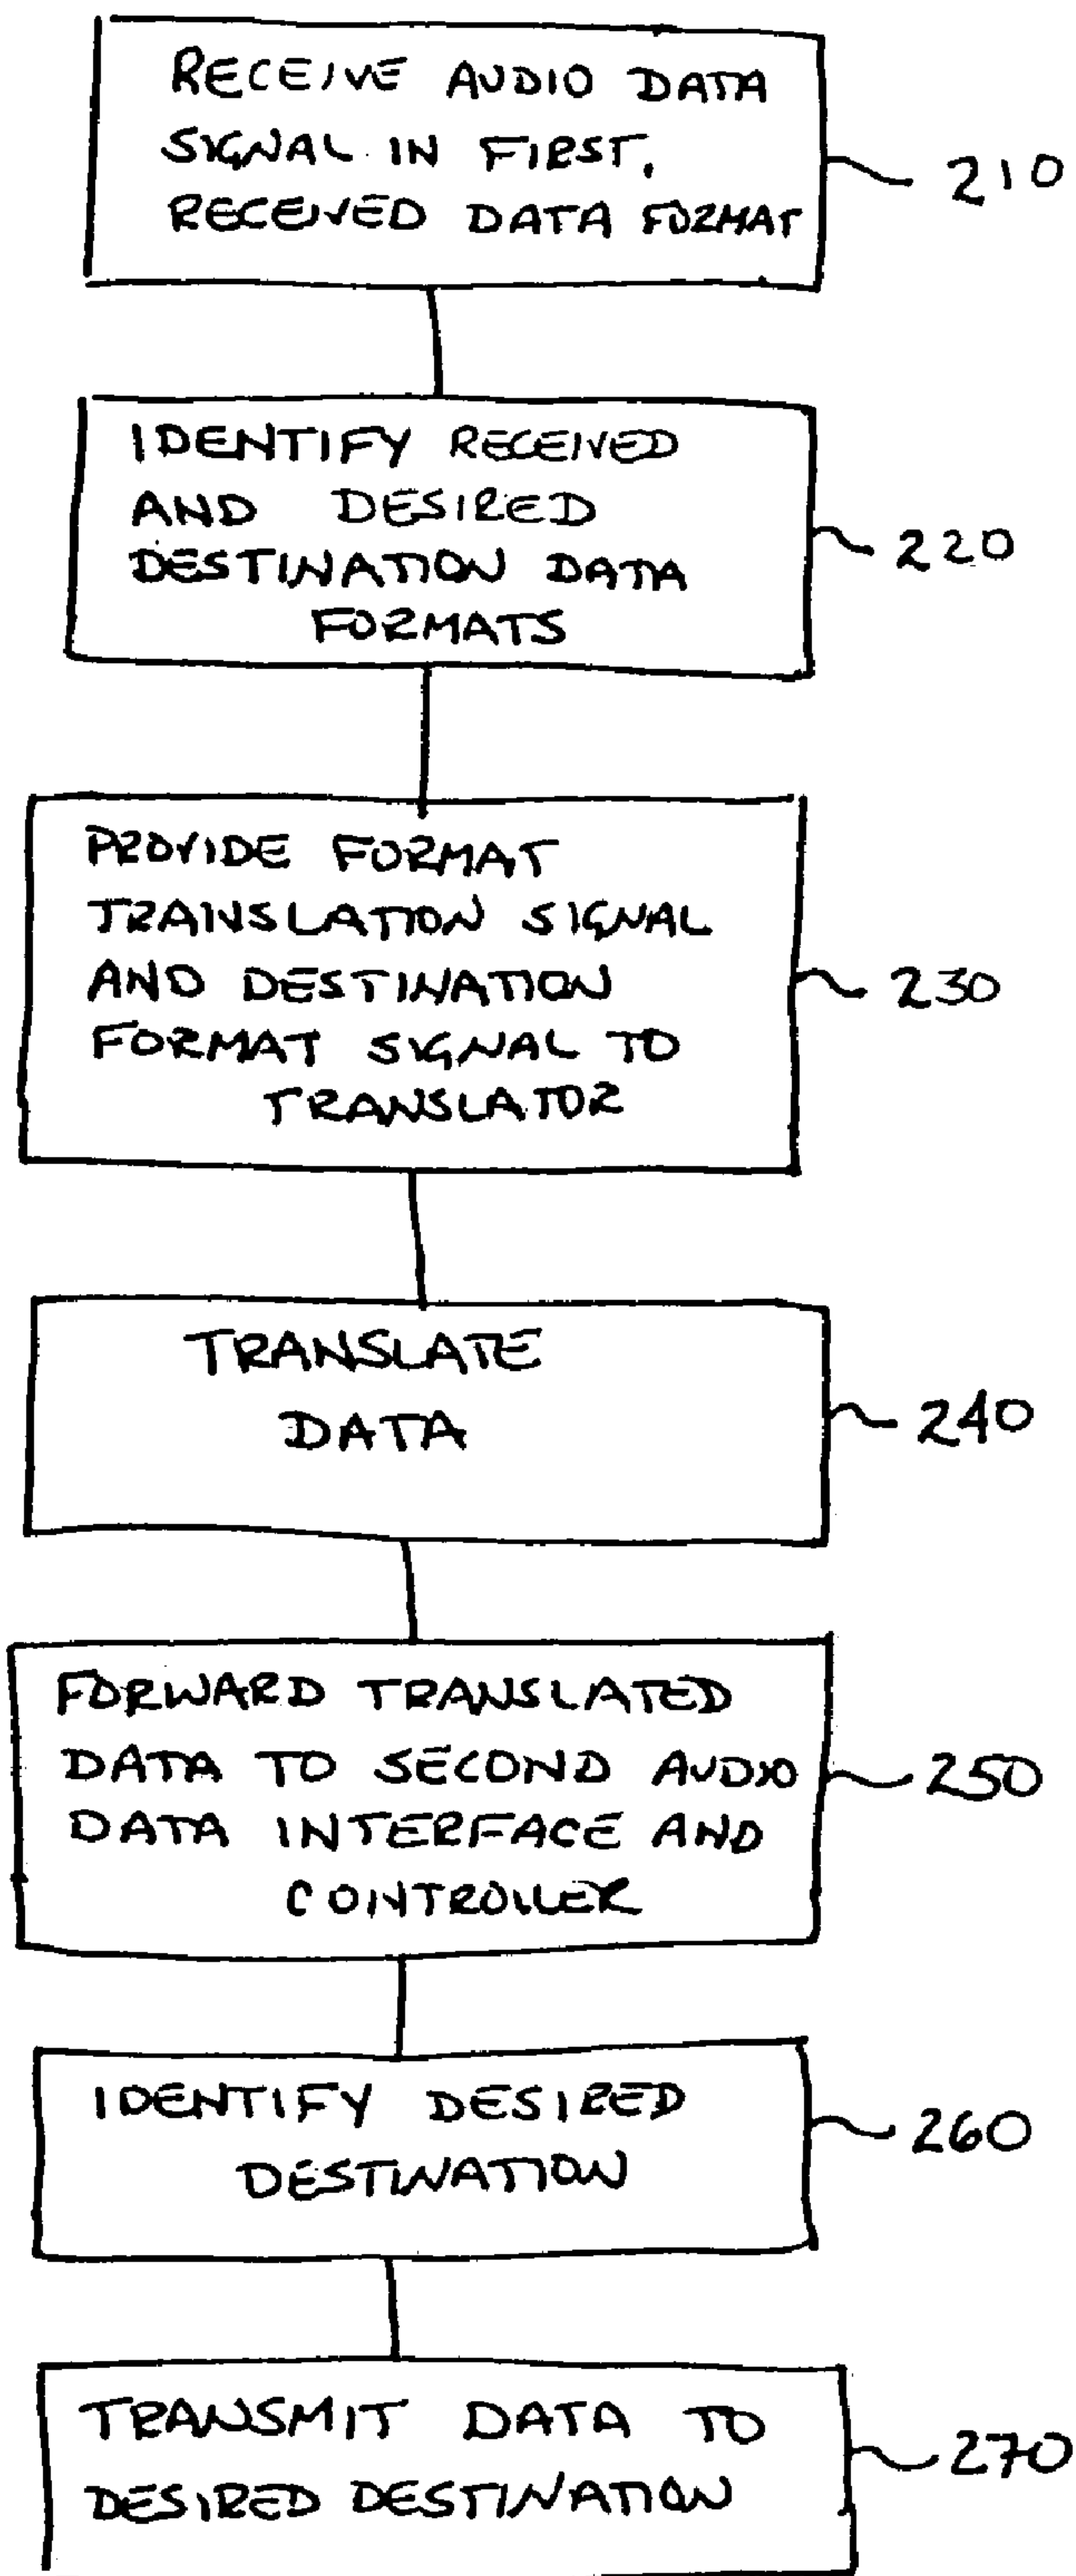 RECEIVE AUDIO DATA
SIGNAL IN FIRST,
RECEIVED DATA FORMAT
210
IDENTIFY RECEIVED
AND DESIRED
DESTINATION DATA
FORMATS
220
PROVIDE FORMAT
TRANSLATION SIGNAL
AND DESTINATION
FORMAT SIGNAL TO
TRANSLATOR
230
TRANSLATE
DATA
240
FORWARD TRANSLATED
DATA TO SECOND AUDIO
DATA INTERFACE AND
CONTROLLER
250
IDENTIFY DESIRED
DESTINATION
260
TRANSMIT DATA TO
DESIRED DESTINATION
270